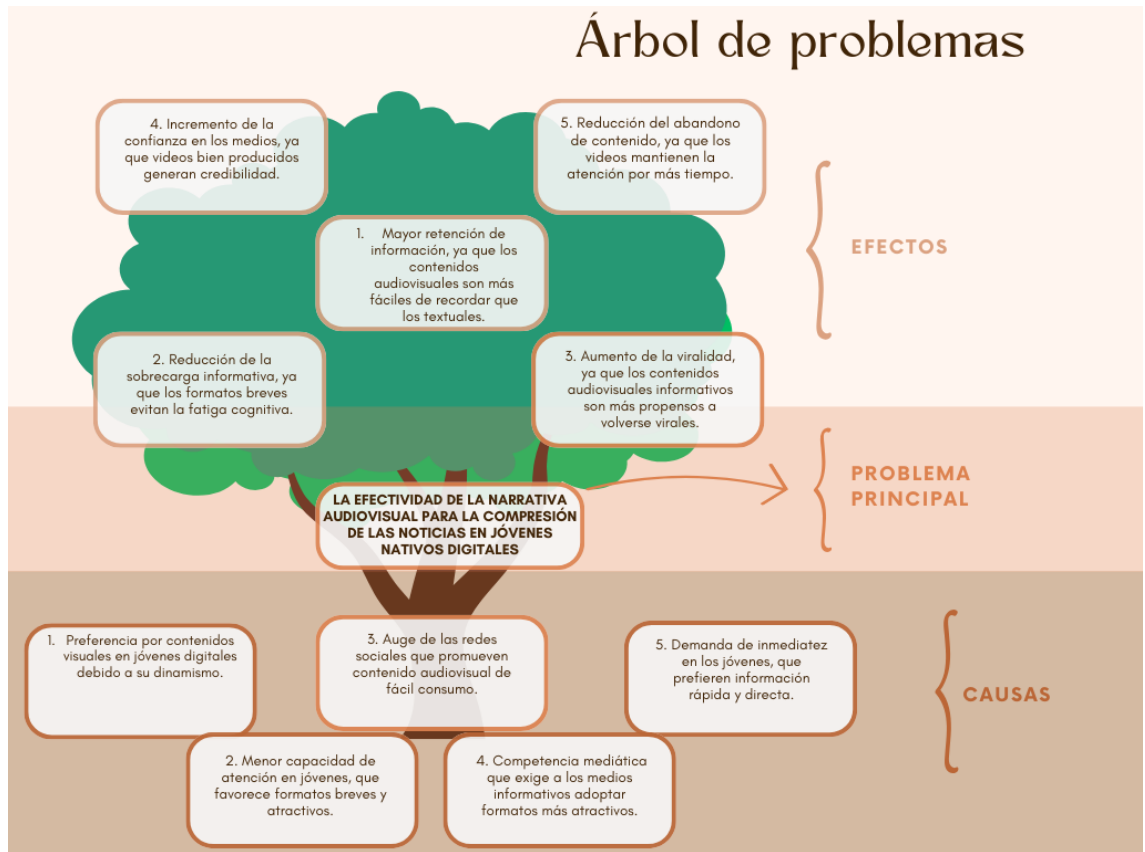 Árbol de problemas
4. Incremento de la
confianza en los medios, ya
que videos bien producidos
generan credibilidad.
5. Reducción del abandono
de contenido, ya que los
videos mantienen la
atención por más tiempo.
1. Mayor retención de
información, ya que los
contenidos
audiovisuales son más
fáciles de recordar que
los textuales.
EFECTOS
2. Reducción de la
sobrecarga informativa, ya
que los formatos breves
evitan la fatiga cognitiva.
3. Aumento de la viralidad,
ya que los contenidos
audiovisuales informativos
son más propensos a
volverse virales.
LA EFECTIVIDAD DE LA NARRATIVA
AUDIOVISUAL PARA LA COMPRESIÓN
DE LAS NOTICIAS EN JÓVENES
NATIVOS DIGITALES
PROBLEMA
PRINCIPAL
1. Preferencia por contenidos
visuales en jóvenes digitales
debido a su dinamismo.
3. Auge de las redes
sociales que promueven
contenido audiovisual de
fácil consumo.
5. Demanda de inmediatez
en los jóvenes, que
prefieren información
rápida y directa.
CAUSAS
2. Menor capacidad de
atención en jóvenes, que
favorece formatos breves y
atractivos.
4. Competencia mediática
que exige a los medios
informativos adoptar
formatos más atractivos.